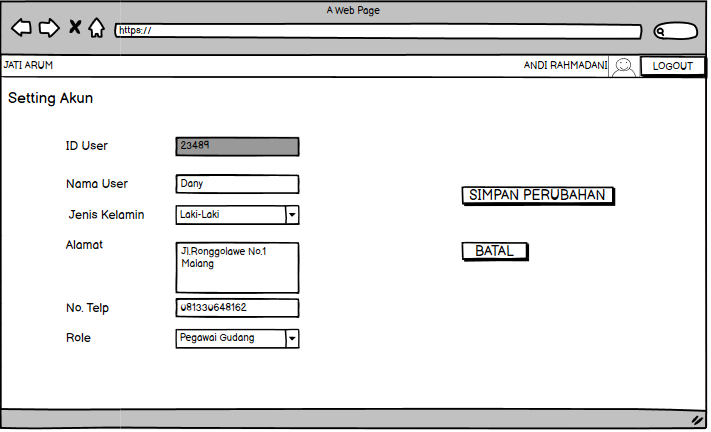 A Web Page
https://
JATI ARUM
ANDI RAHMADANI
LOGOUT
Setting Akun
ID User
23489
Nama User
Dany
SIMPAN PERUBAHAN
Jenis Kelamin
Laki-Laki
Alamat
Jl.Ronggolawe No.1
Malang
BATAL
No. Telp
081330648162
Role
Pegawai Gudang